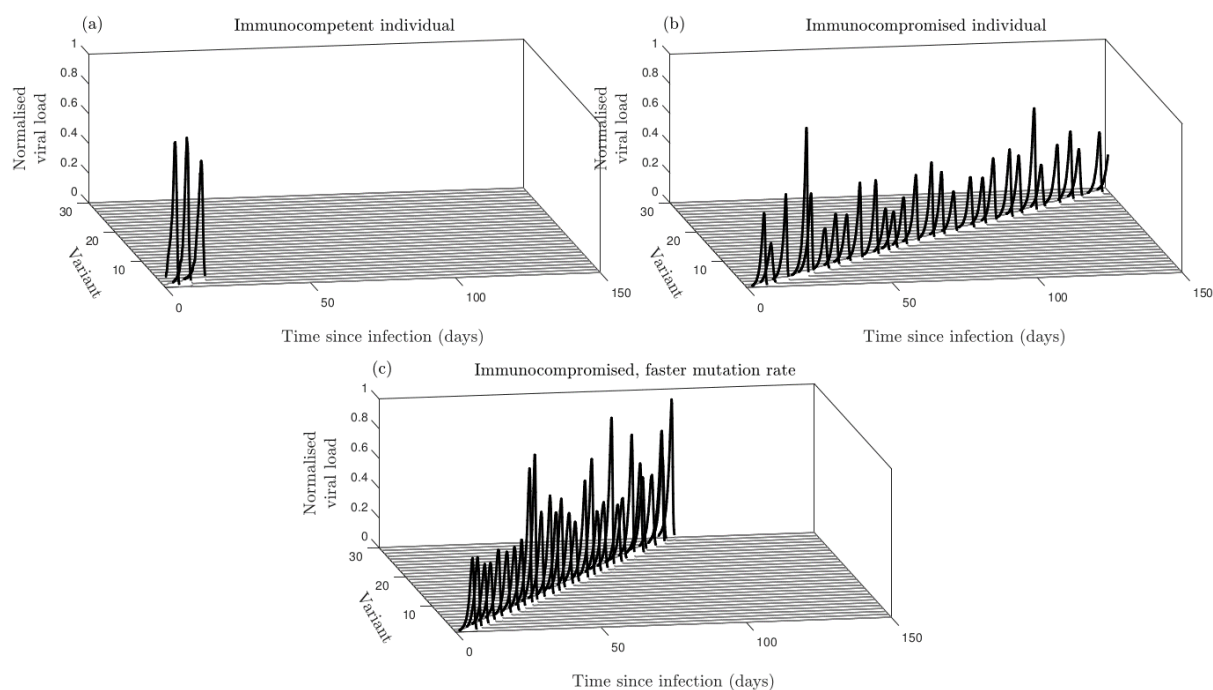 (a)
Immunocompetent individual
1
0.8
0.6
0.4
0.2
0
Normalised
viral load
30
20
10
Variant
0
50
100
150
Time since infection (days)
(b)
Immunocompromised individual
1
0.8
0.6
0.4
0.2
0
Normalised
viral load
30
20
10
Variant
0
50
100
150
Time since infection (days)
(c)
Immunocompromised, faster mutation rate
1
0.8
0.6
0.4
0.2
0
Normalised
viral load
30
20
10
Variant
0
50
100
150
Time since infection (days)